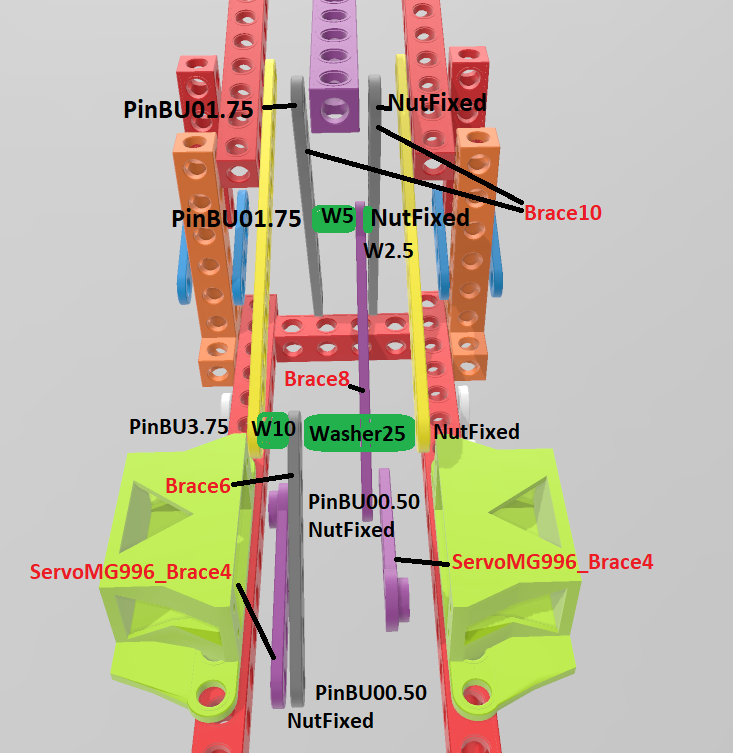 PinBU01.75
NutFixed
Brace10
PinBU01.75
W5
NutFixed
W2.5
Brace8
PinBU3.75
W10
Washer25
NutFixed
Brace6
PinBU00.50
NutFixed
ServoMG996_Brace4
ServoMG996_Brace4
PinBU00.50
NutFixed